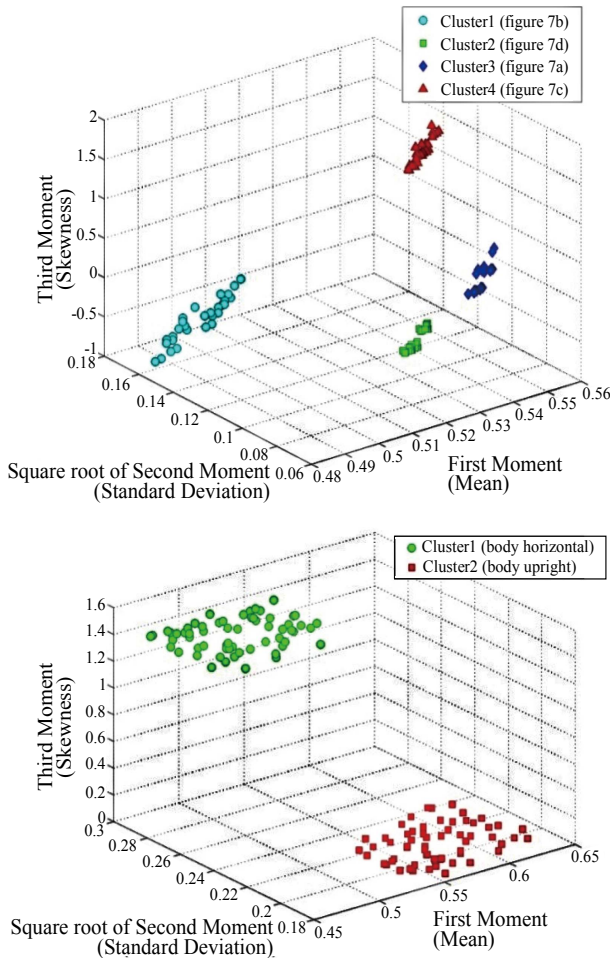 Cluster1 (figure 7b)
Cluster2 (figure 7d)
Cluster3 (figure 7a)
Cluster4 (figure 7c)
2
1.5
1
0.5
0
-0.5
-1
Third Moment
(Skewness)
0.18
0.16
0.14
0.12
0.1
0.08
0.06
Square root of Second Moment
(Standard Deviation)
0.48
0.49
0.5
0.51
0.52
0.53
0.54
0.55
0.56
First Moment
(Mean)
Cluster1 (body horizontal)
Cluster2 (body upright)
1.6
1.4
1.2
1
0.8
0.6
0.4
0.2
0
Third Moment
(Skewness)
0.3
0.28
0.26
0.24
0.22
0.2
0.18
Square root of Second Moment
(Standard Deviation)
0.45
0.5
0.55
0.6
0.65
First Moment
(Mean)